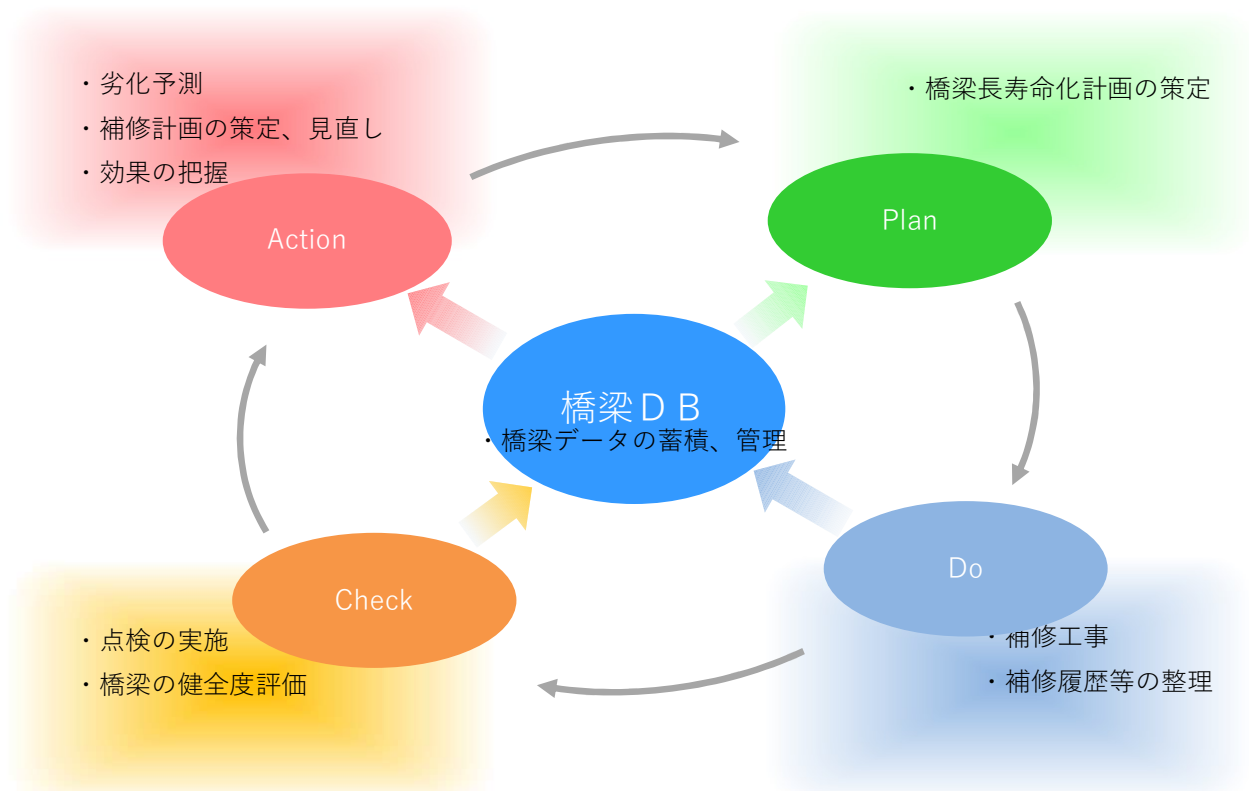 ・劣化予測
・補修計画の策定、見直し
・効果の把握
Action
・橋梁長寿命化計画の策定
Plan
橋梁ＤＢ
・橋梁データの蓄積、管理
Check
・点検の実施
・橋梁の健全度評価
Do
・補修工事
・補修履歴等の整理